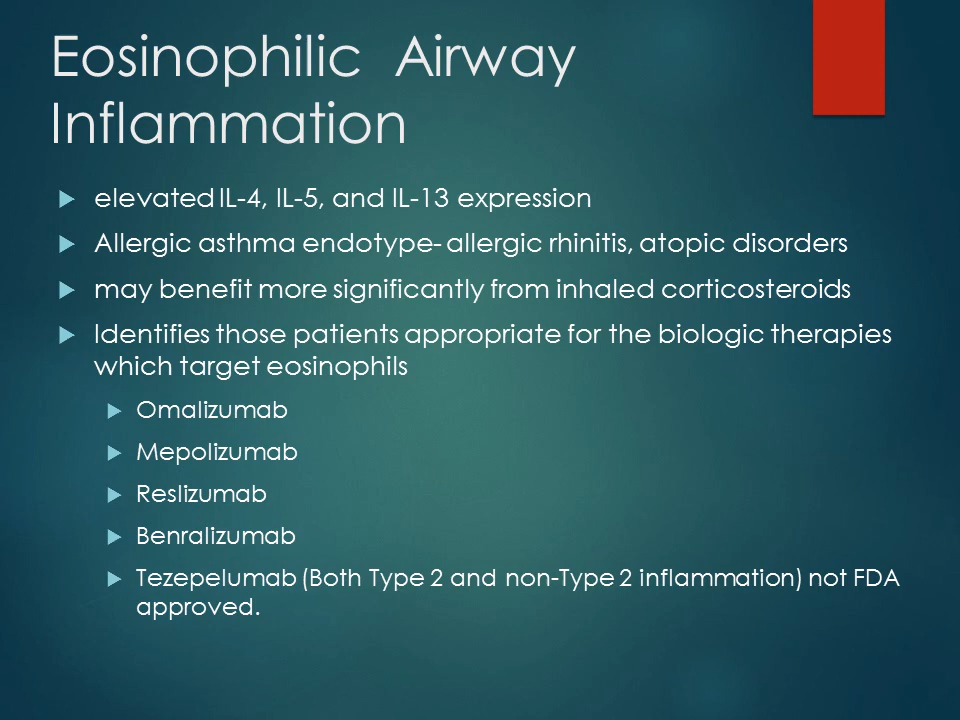 Eosinophilic Airway
Inflammation
elevated IL-4, IL-5, and IL-13 expression
Allergic asthma endotype- allergic rhinitis, atopic disorders
may benefit more significantly from inhaled corticosteroids
Identifies those patients appropriate for the biologic therapies
which target eosinophils
Omalizumab
Mepolizumab
Reslizumab
Benralizumab
Tezepelumab (Both Type 2 and non-Type 2 inflammation) not FDA
approved.